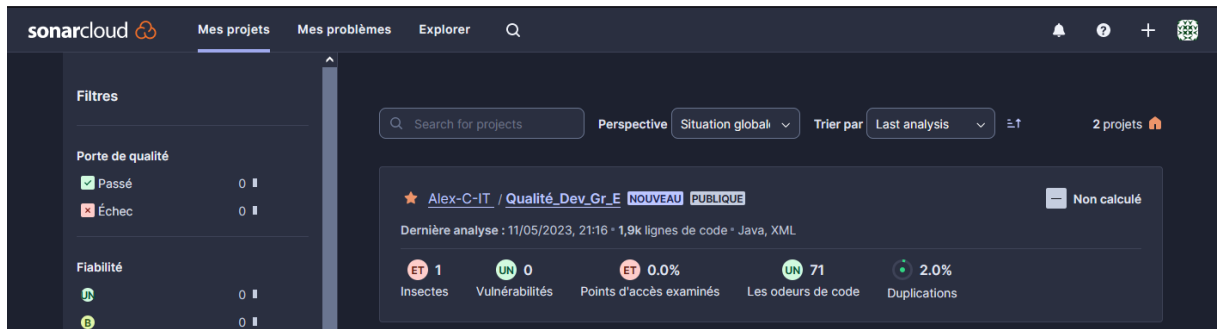 sonarcloud Mes projets Mes problèmes Explorer
Filtres
Search for projects Perspective Situation global Trier par Last analysis 2 projets
Porte de qualité
Passé 0
Échec 0
Alex-C-IT / Qualité_Dev_Gr_E NOUVEAU PUBLIQUE Non calculé
Dernière analyse : 11/05/2023, 21:16 • 1,9k lignes de code • Java, XML
Fiabilité
UN 0
B 0
ET 1 UN 0 ET 0.0% UN 71 2.0%
Insectes Vulnérabilités Points d'accès examinés Les odeurs de code Duplications